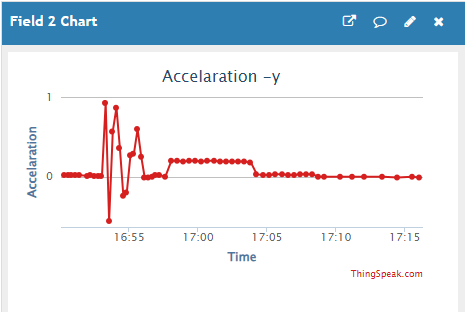 Field 2 Chart
Accelaration -y
Accelaration
1
0
16:55 17:00 17:05 17:10 17:15
Time
ThingSpeak.com